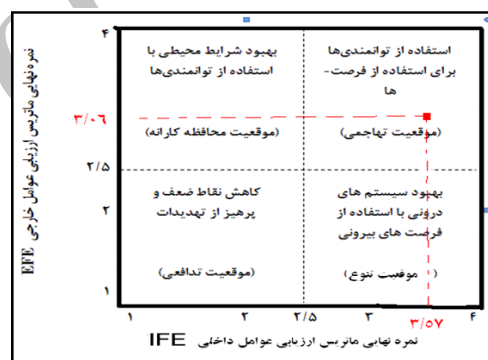 نمره نهایی ماتریس ارزیابی عوامل خارجی EFE
۴
۳/۰۶
۲/۵
۲
۱
استفاده از توانمندی‌ها
برای استفاده از فرصت-
ها
(موقعیت تهاجمی)
بهبود شرایط محیطی با
استفاده از توانمندی‌ها
(موقعیت محافظه کارانه)
بهبود سیستم های
درونی با استفاده از
فرصت های بیرونی
(موقعیت تنوع)
کاهش نقاط ضعف و
پرهیز از تهدیدات
(موقعیت تدافعی)
۱ ۲ ۲/۵ ۳ ۳/۵۷ ۴
نمره نهایی ماتریس ارزیابی عوامل داخلی IFE